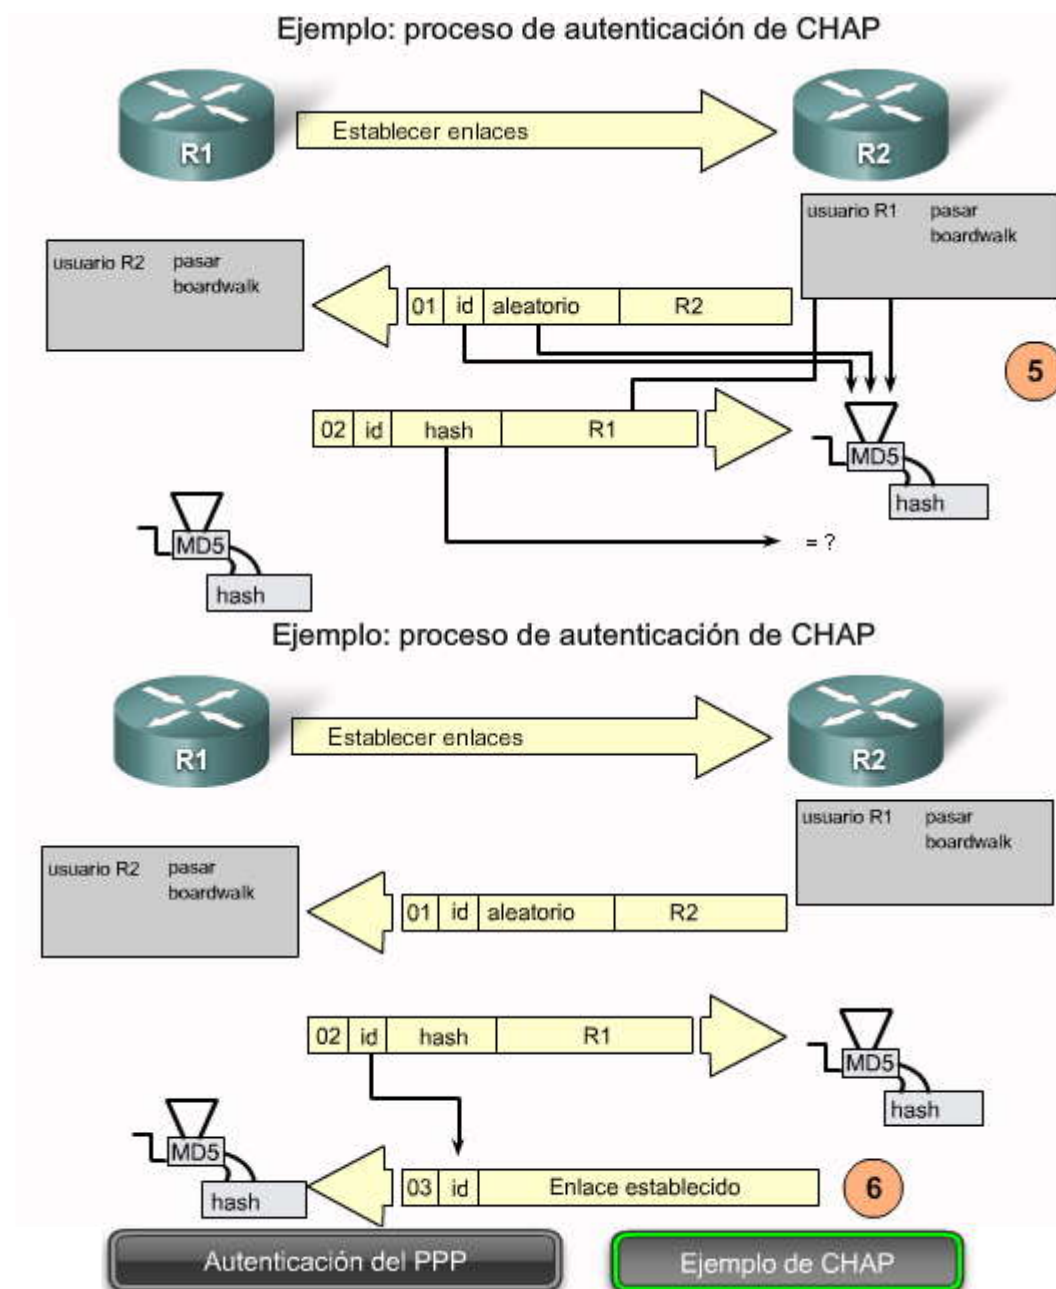 Ejemplo: proceso de autenticación de CHAP
R1
Establecer enlaces
R2
usuario R1 pasar
boardwalk
usuario R2 pasar
boardwalk
01 id aleatorio R2
5
02 id hash R1
MD5
hash
= ?
MD5
hash
Ejemplo: proceso de autenticación de CHAP
R1
Establecer enlaces
R2
usuario R1 pasar
boardwalk
usuario R2 pasar
boardwalk
01 id aleatorio R2
02 id hash R1
MD5
hash
MD5
hash
03 id Enlace establecido
6
Autenticación del PPP
Ejemplo de CHAP